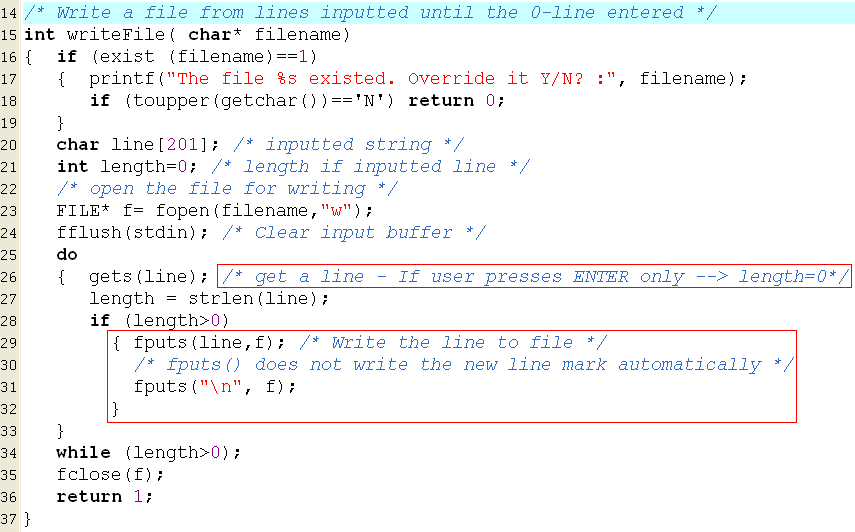 14 /* Write a file from lines inputted until the 0-line entered */
15 int writeFile( char* filename)
16 {  if (exist (filename)==1)
17    {  printf("The file %s existed. Override it Y/N? :", filename);
18       if (toupper(getchar())=='N') return 0;
19    }
20    char line[201]; /* inputted string */
21    int length=0; /* length if inputted line */
22    /* open the file for writing */
23    FILE* f= fopen(filename,"w");
24    fflush(stdin); /* Clear input buffer */
25    do
26    {  gets(line); /* get a line - If user presses ENTER only --> length=0*/
27       length = strlen(line);
28       if (length>0)
29         { fputs(line,f); /* Write the line to file */
30           /* fputs() does not write the new line mark automatically */
31           fputs("\n", f);
32         }
33    }
34    while (length>0);
35    fclose(f);
36    return 1;
37 }